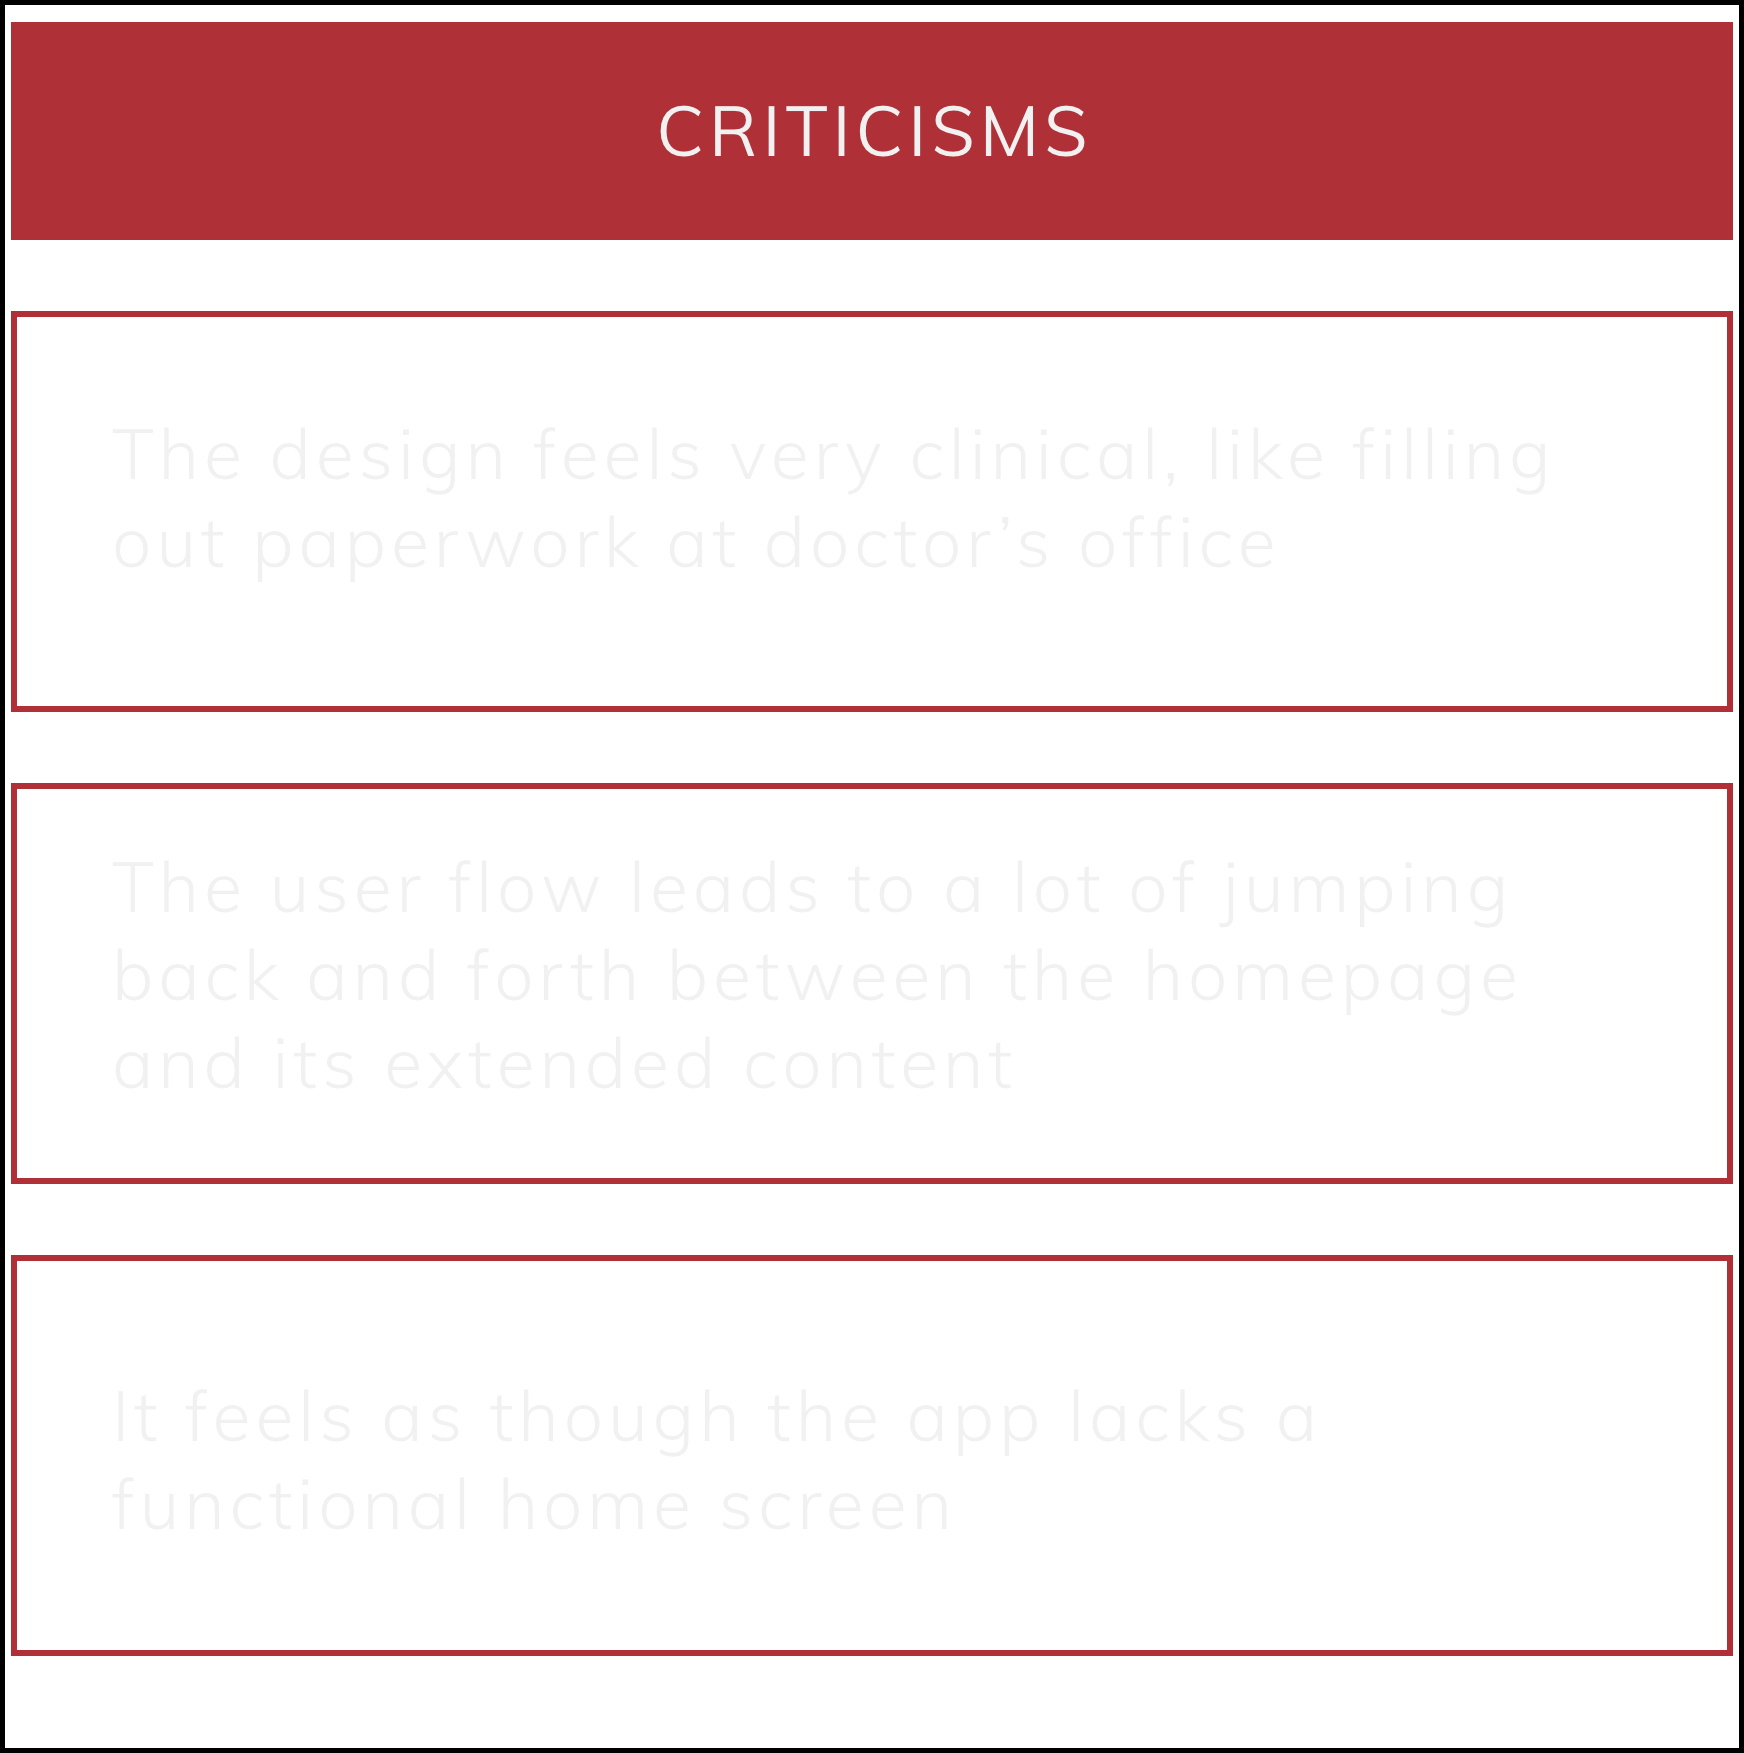 CRITICISMS
The design feels very clinical, like filling
out paperwork at doctor’s office
The user flow leads to a lot of jumping
back and forth between the homepage
and its extended content
It feels as though the app lacks a
functional home screen